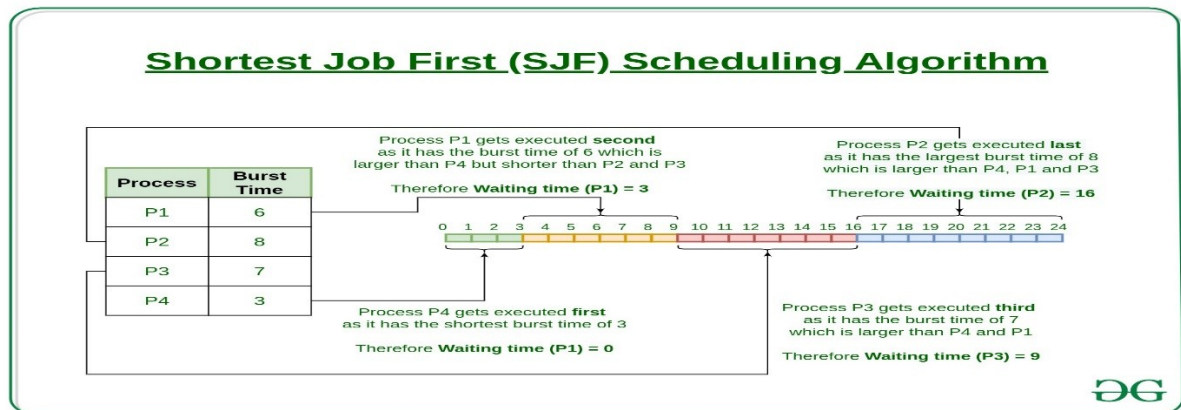 Shortest Job First (SJF) Scheduling Algorithm
Process P1 gets executed second
as it has the burst time of 6 which is
larger than P4 but shorter than P2 and P3
Therefore Waiting time (P1) = 3
Process P2 gets executed last
as it has the largest burst time of 8
which is larger than P4, P1 and P3
Therefore Waiting time (P2) = 16
Process Burst Time
P1 6
P2 8
P3 7
P4 3
0 1 2 3 4 5 6 7 8 9 10 11 12 13 14 15 16 17 18 19 20 21 22 23 24
Process P4 gets executed first
as it has the shortest burst time of 3
Therefore Waiting time (P1) = 0
Process P3 gets executed third
as it has the burst time of 7
which is larger than P4 and P1
Therefore Waiting time (P3) = 9